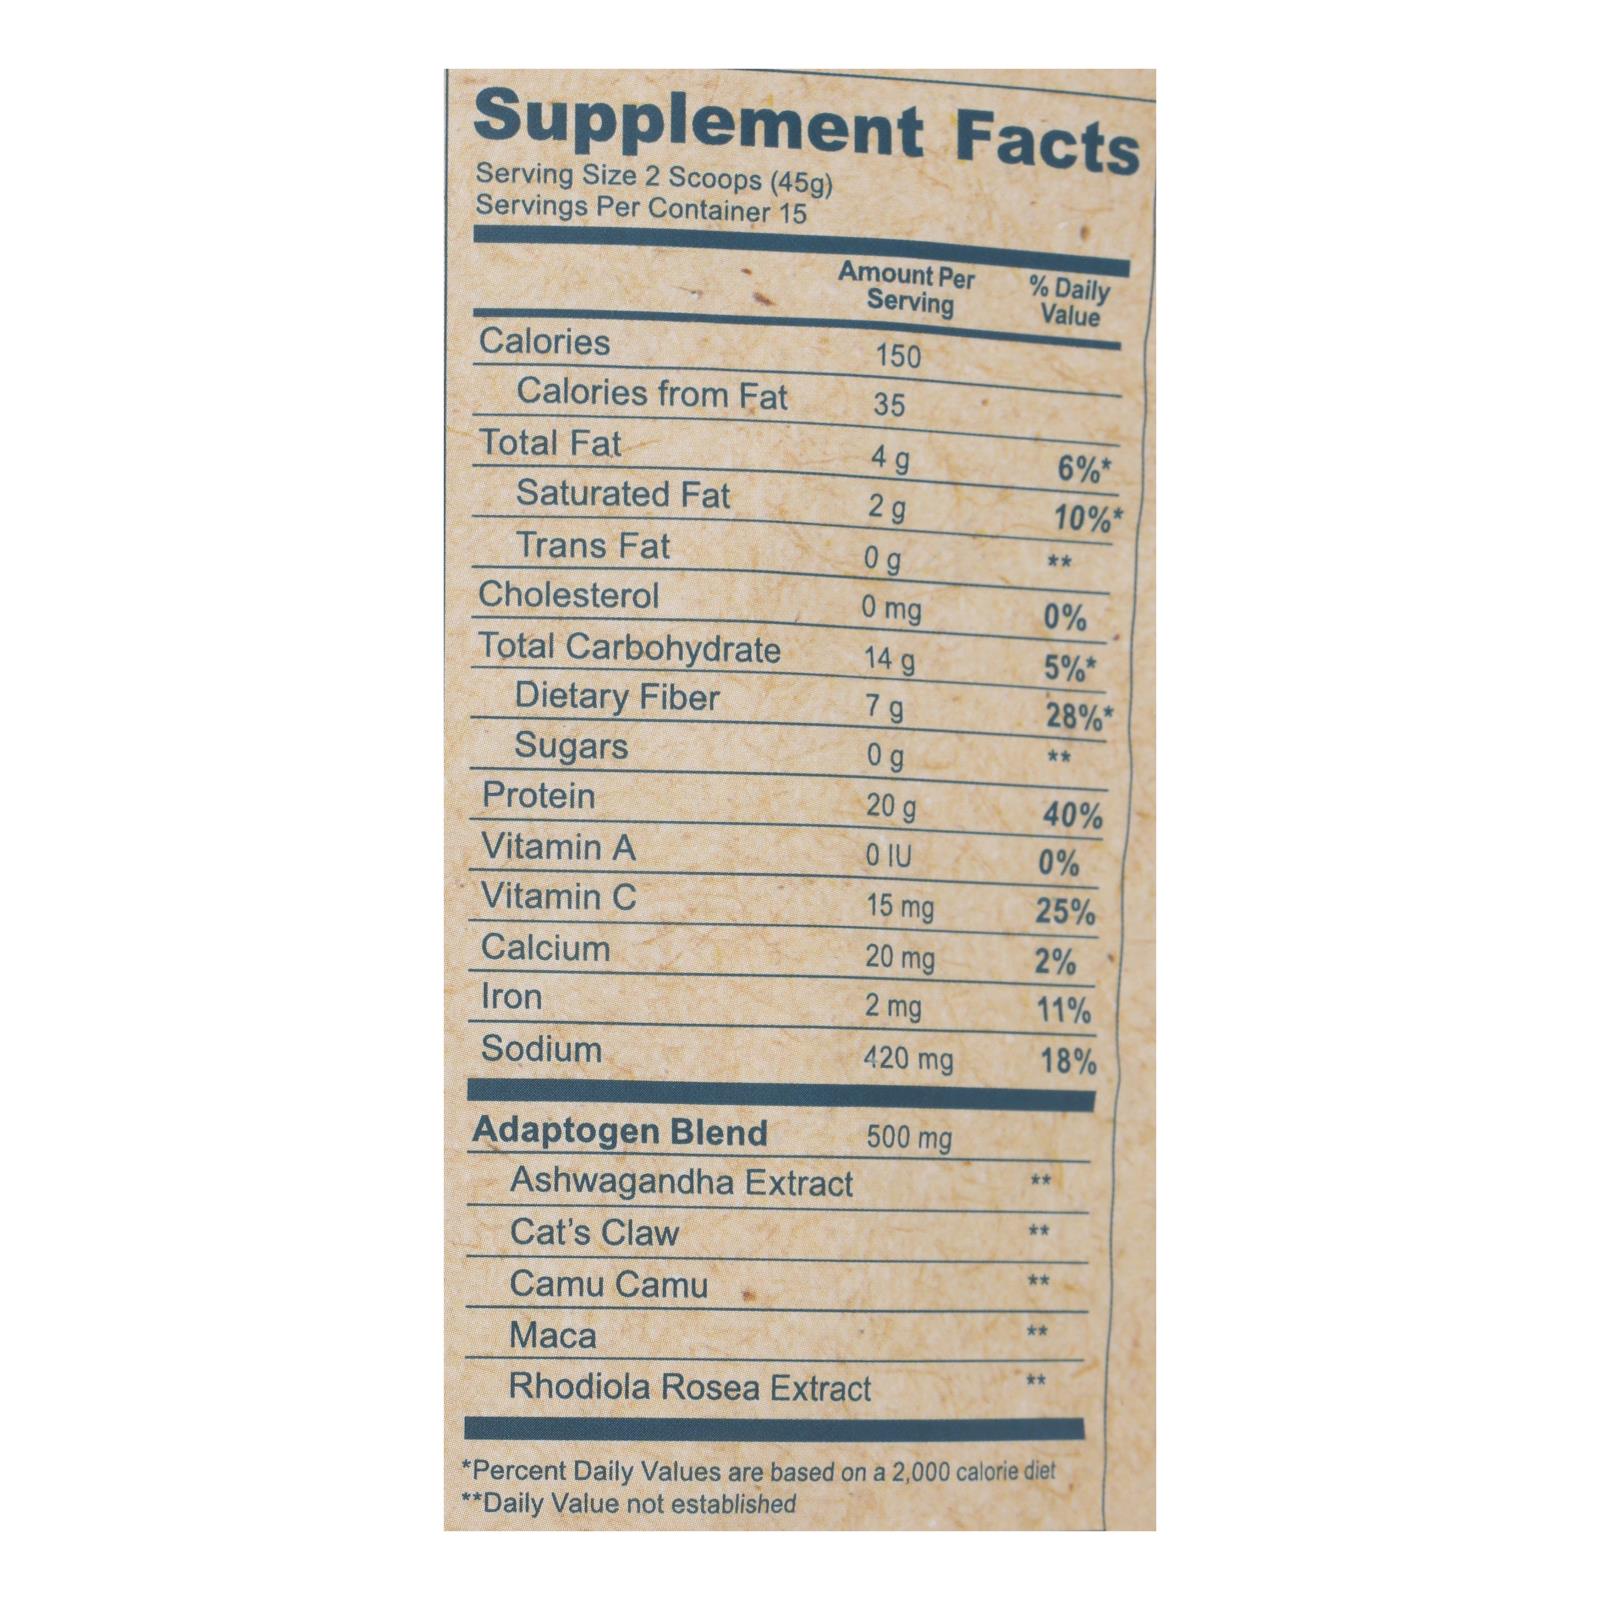 Supplement Facts
Serving Size 2 Scoops (45g)
Servings Per Container 15
Amount Per Serving % Daily Value
Calories 150
Calories from Fat 35
Total Fat 4 g 6%*
Saturated Fat 2 g 10%*
Trans Fat 0 g **
Cholesterol 0 mg 0%
Total Carbohydrate 14 g 5%*
Dietary Fiber 7 g 28%*
Sugars 0 g **
Protein 20 g 40%
Vitamin A 0 IU 0%
Vitamin C 15 mg 25%
Calcium 20 mg 2%
Iron 2 mg 11%
Sodium 420 mg 18%
Adaptogen Blend 500 mg
Ashwagandha Extract **
Cat's Claw **
Camu Camu **
Maca **
Rhodiola Rosea Extract **
*Percent Daily Values are based on a 2,000 calorie diet
**Daily Value not established